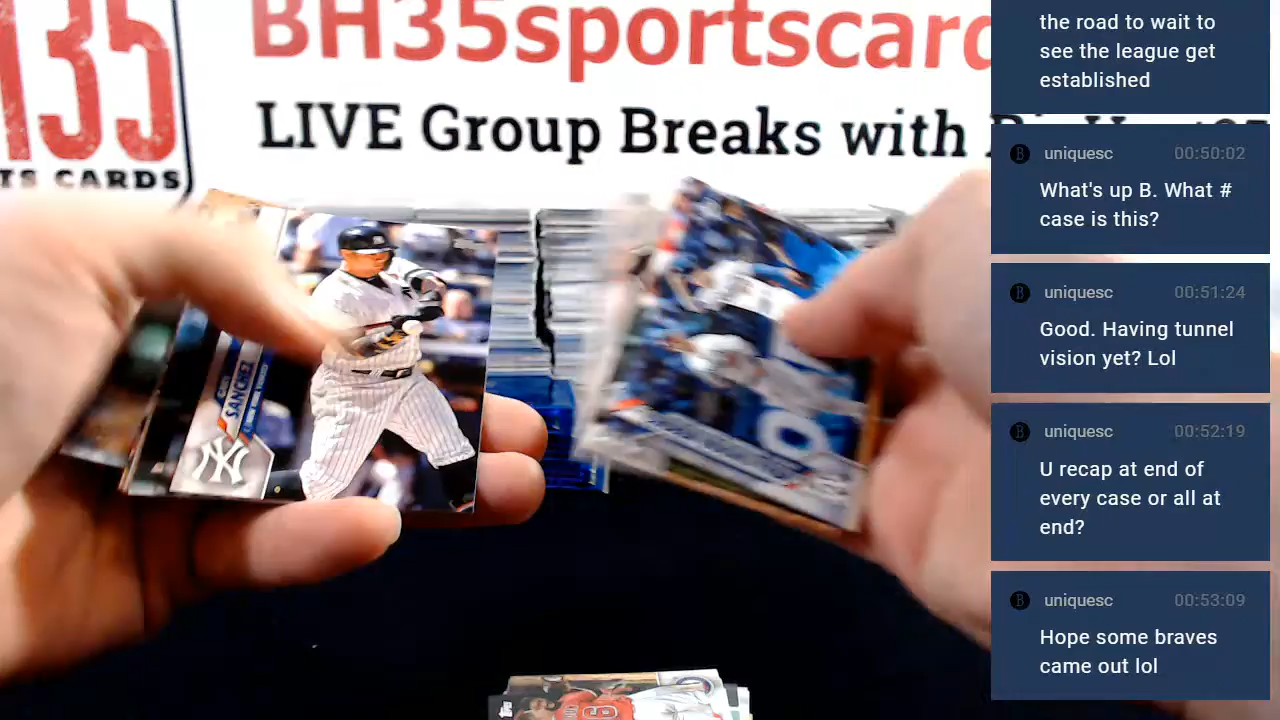 135
TS CARDS
BH35sportscard
LIVE Group Breaks with
SANCHEZ
NY
the road to wait to
see the league get
established
uniquesc 00:50:02
What's up B. What #
case is this?
uniquesc 00:51:24
Good. Having tunnel
vision yet? Lol
uniquesc 00:52:19
U recap at end of
every case or all at
end?
uniquesc 00:53:09
Hope some braves
came out lol